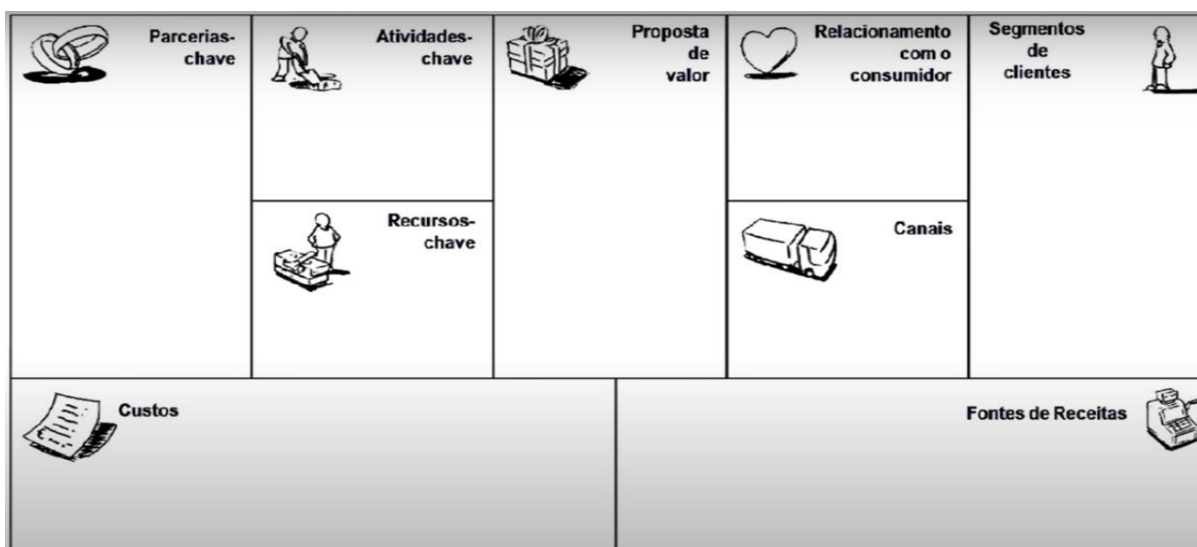 Parcerias-
chave
Atividades-
chave
Proposta
de
valor
Relacionamento
com o
consumidor
Segmentos
de
clientes
Recursos-
chave
Canais
Custos
Fontes de Receitas